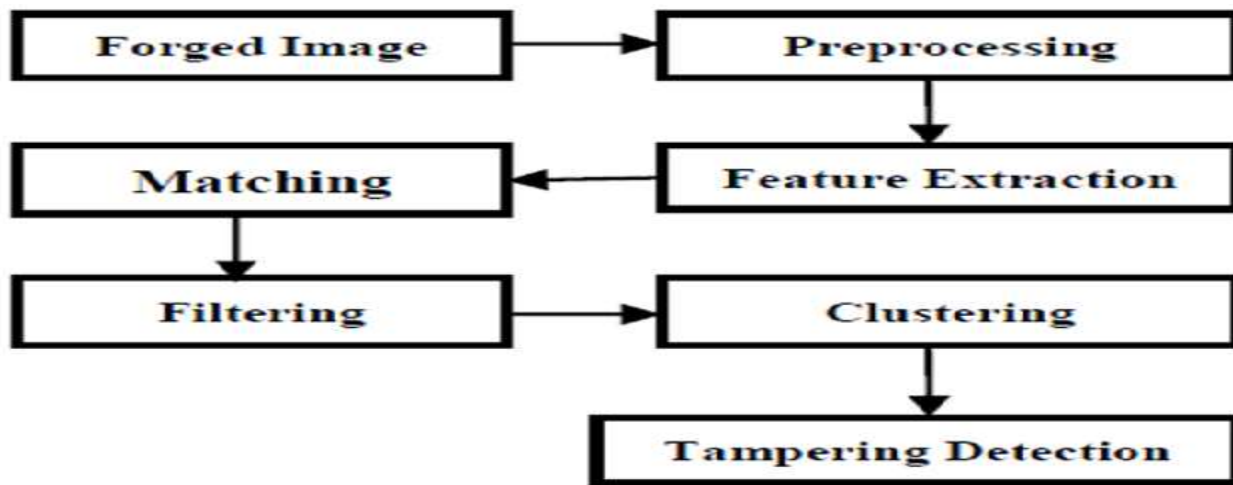 Forged Image
Preprocessing
Feature Extraction
Matching
Filtering
Clustering
Tampering Detection